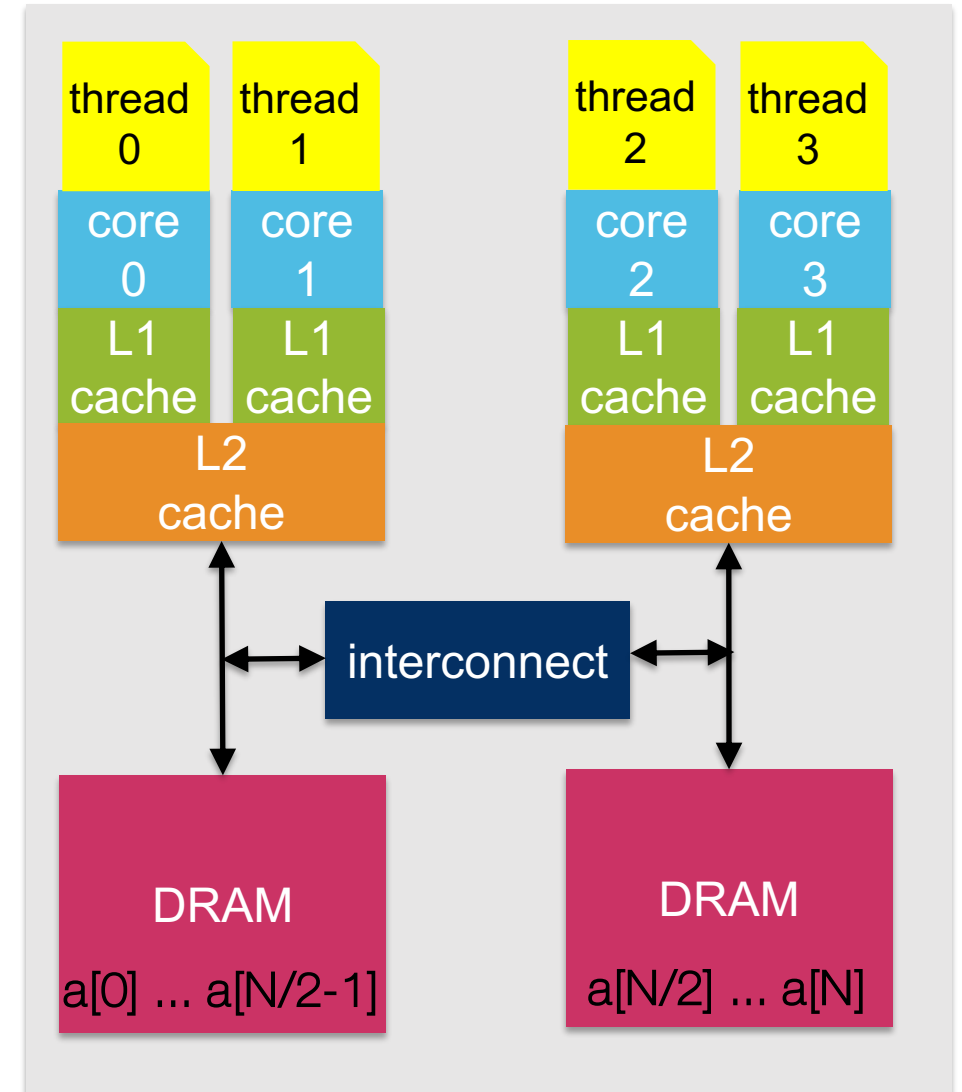 thread
0
thread
1
thread
2
thread
3
core
0
core
1
core
2
core
3
L1
cache
L1
cache
L1
cache
L1
cache
L2
cache
L2
cache
interconnect
DRAM
a[0] ... a[N/2-1]
DRAM
a[N/2] ... a[N]